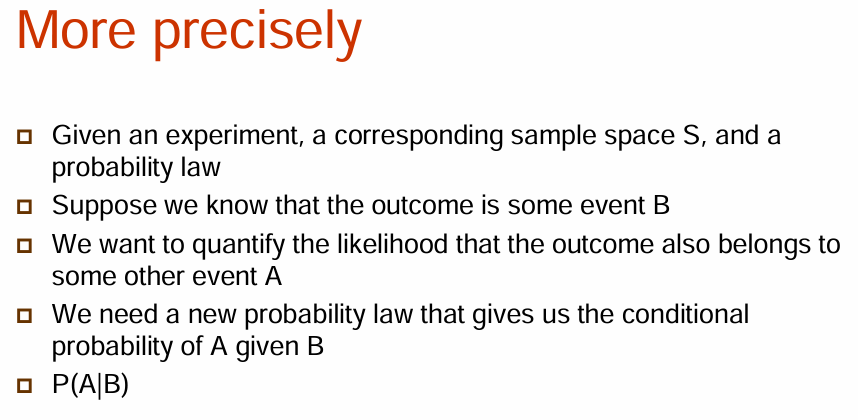 More precisely
Given an experiment, a corresponding sample space S, and a
probability law
Suppose we know that the outcome is some event B
We want to quantify the likelihood that the outcome also belongs to
some other event A
We need a new probability law that gives us the conditional
probability of A given B
P(A|B)